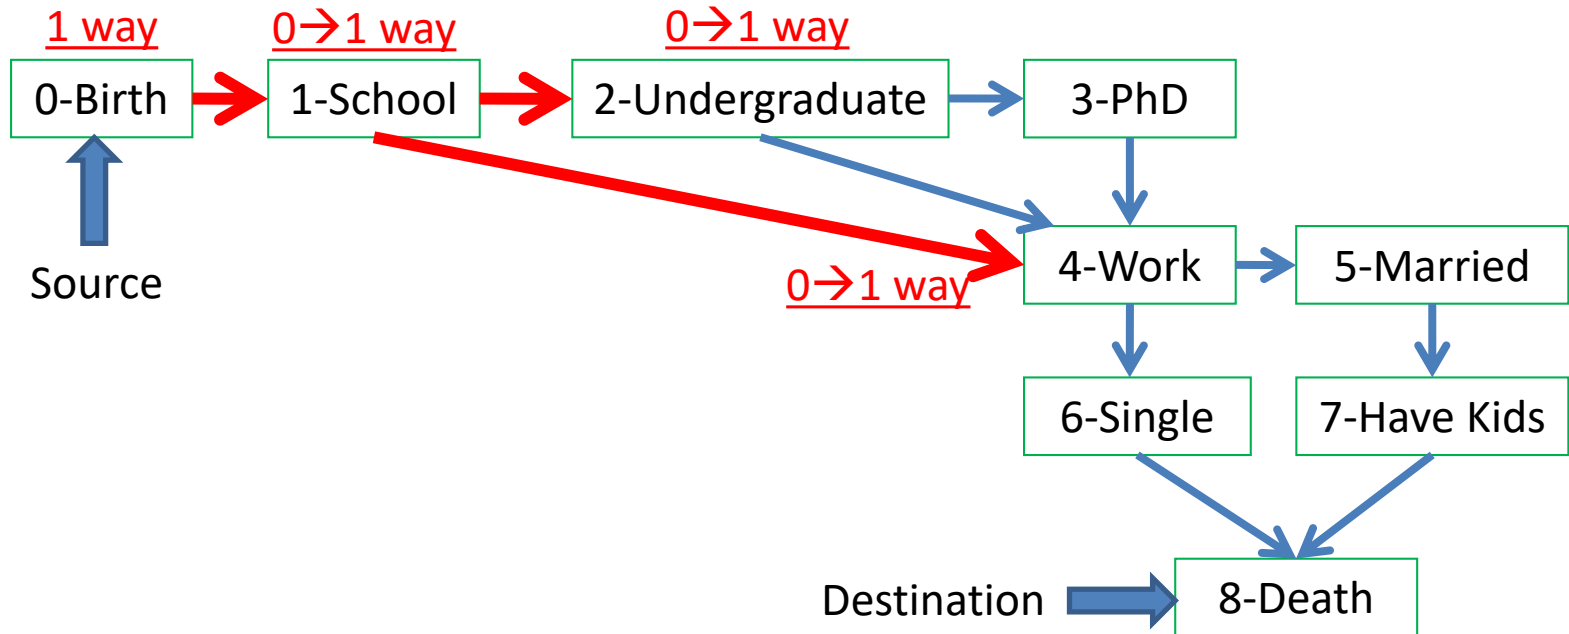 1 way
0→1 way
0→1 way
0-Birth
1-School
2-Undergraduate
3-PhD
Source
4-Work
5-Married
0→1 way
6-Single
7-Have Kids
Destination
8-Death